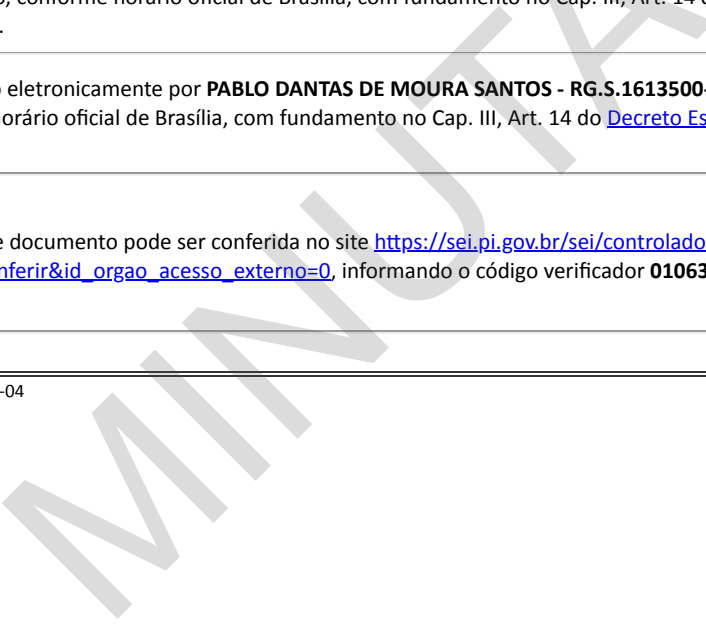 , conforme horário oficial de Brasília, com fundamento no Cap. III, Art. 14
.
eletronicamente por PABLO DANTAS DE MOURA SANTOS - RG.S.1613500-
horário oficial de Brasília, com fundamento no Cap. III, Art. 14 do Decreto Es
e documento pode ser conferida no site https://sei.pi.gov.br/sei/controlado
nferir&id_orgao_acesso_externo=0, informando o código verificador 01063
-04
MINUTA